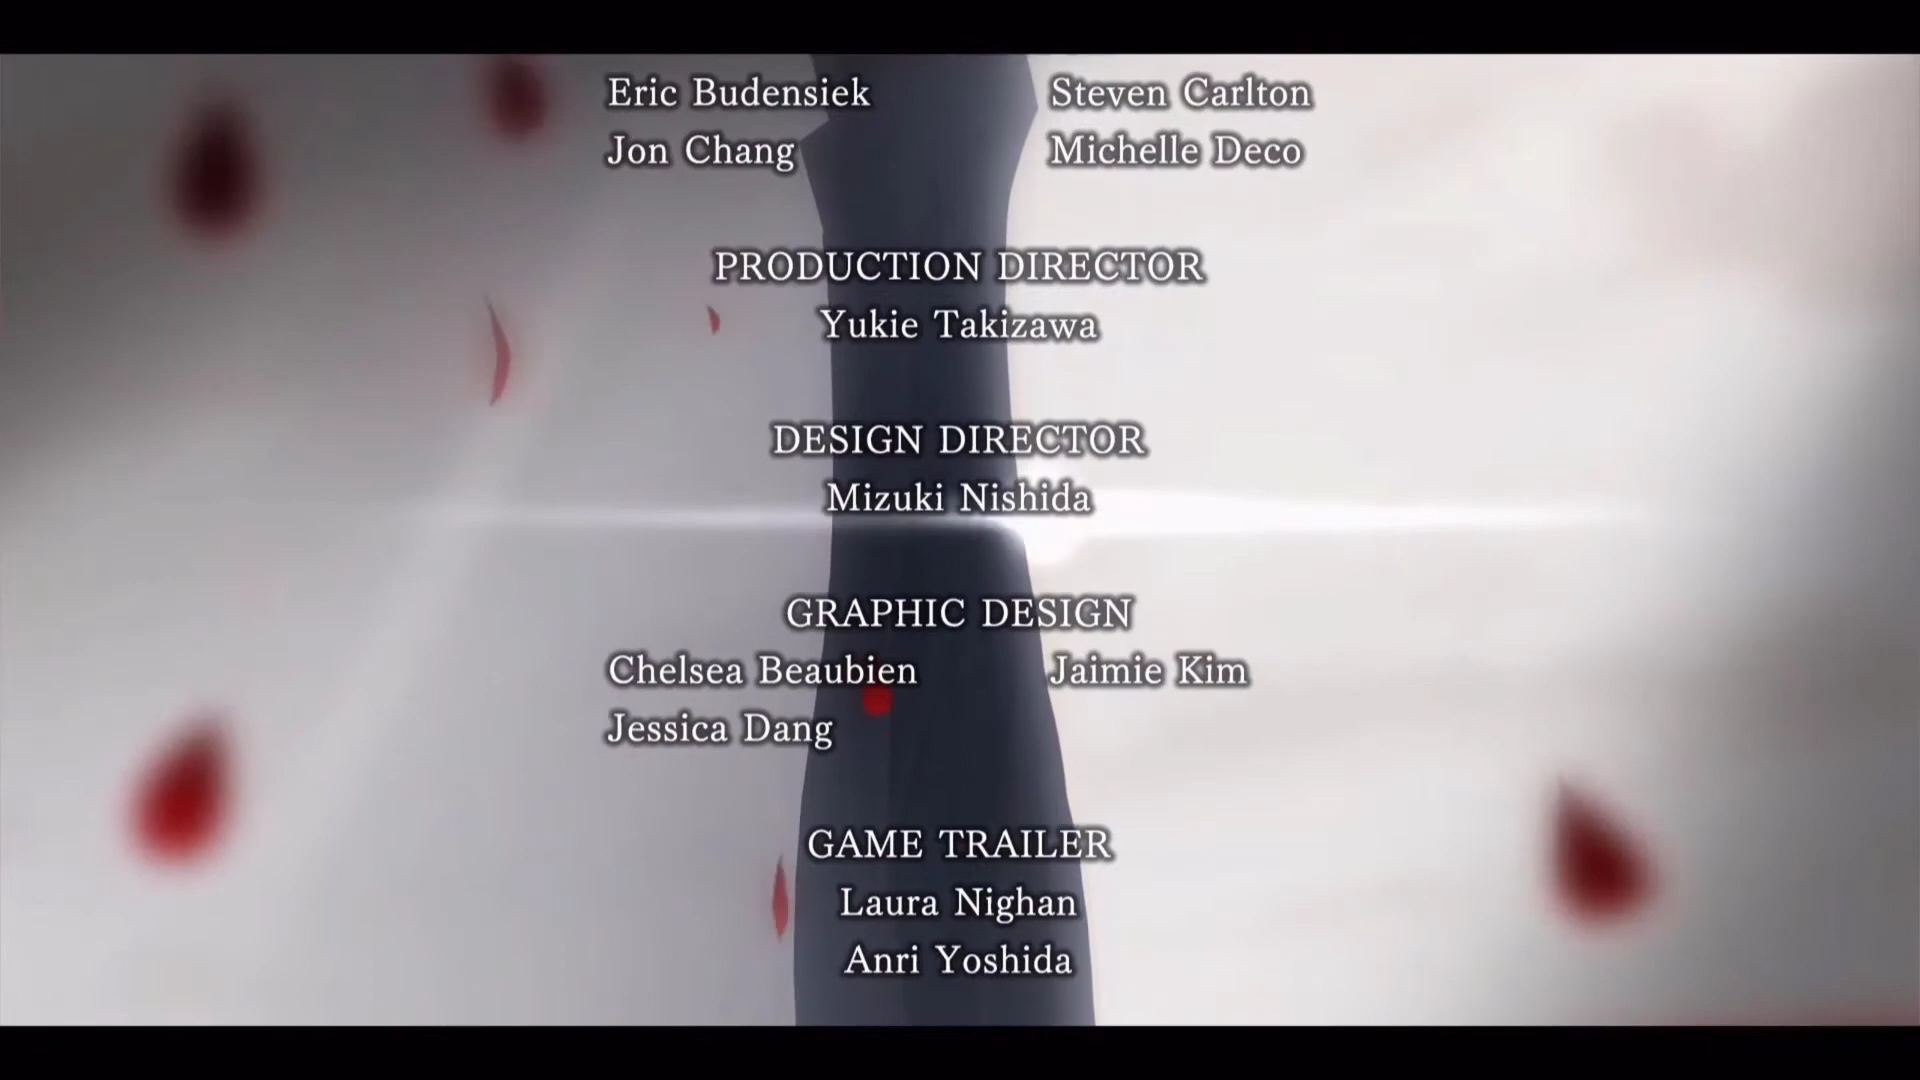 Eric Budensiek Steven Carlton
Jon Chang Michelle Deco
PRODUCTION DIRECTOR
Yukie Takizawa
DESIGN DIRECTOR
Mizuki Nishida
GRAPHIC DESIGN
Chelsea Beaubien Jaimie Kim
Jessica Dang
GAME TRAILER
Laura Nighan
Anri Yoshida